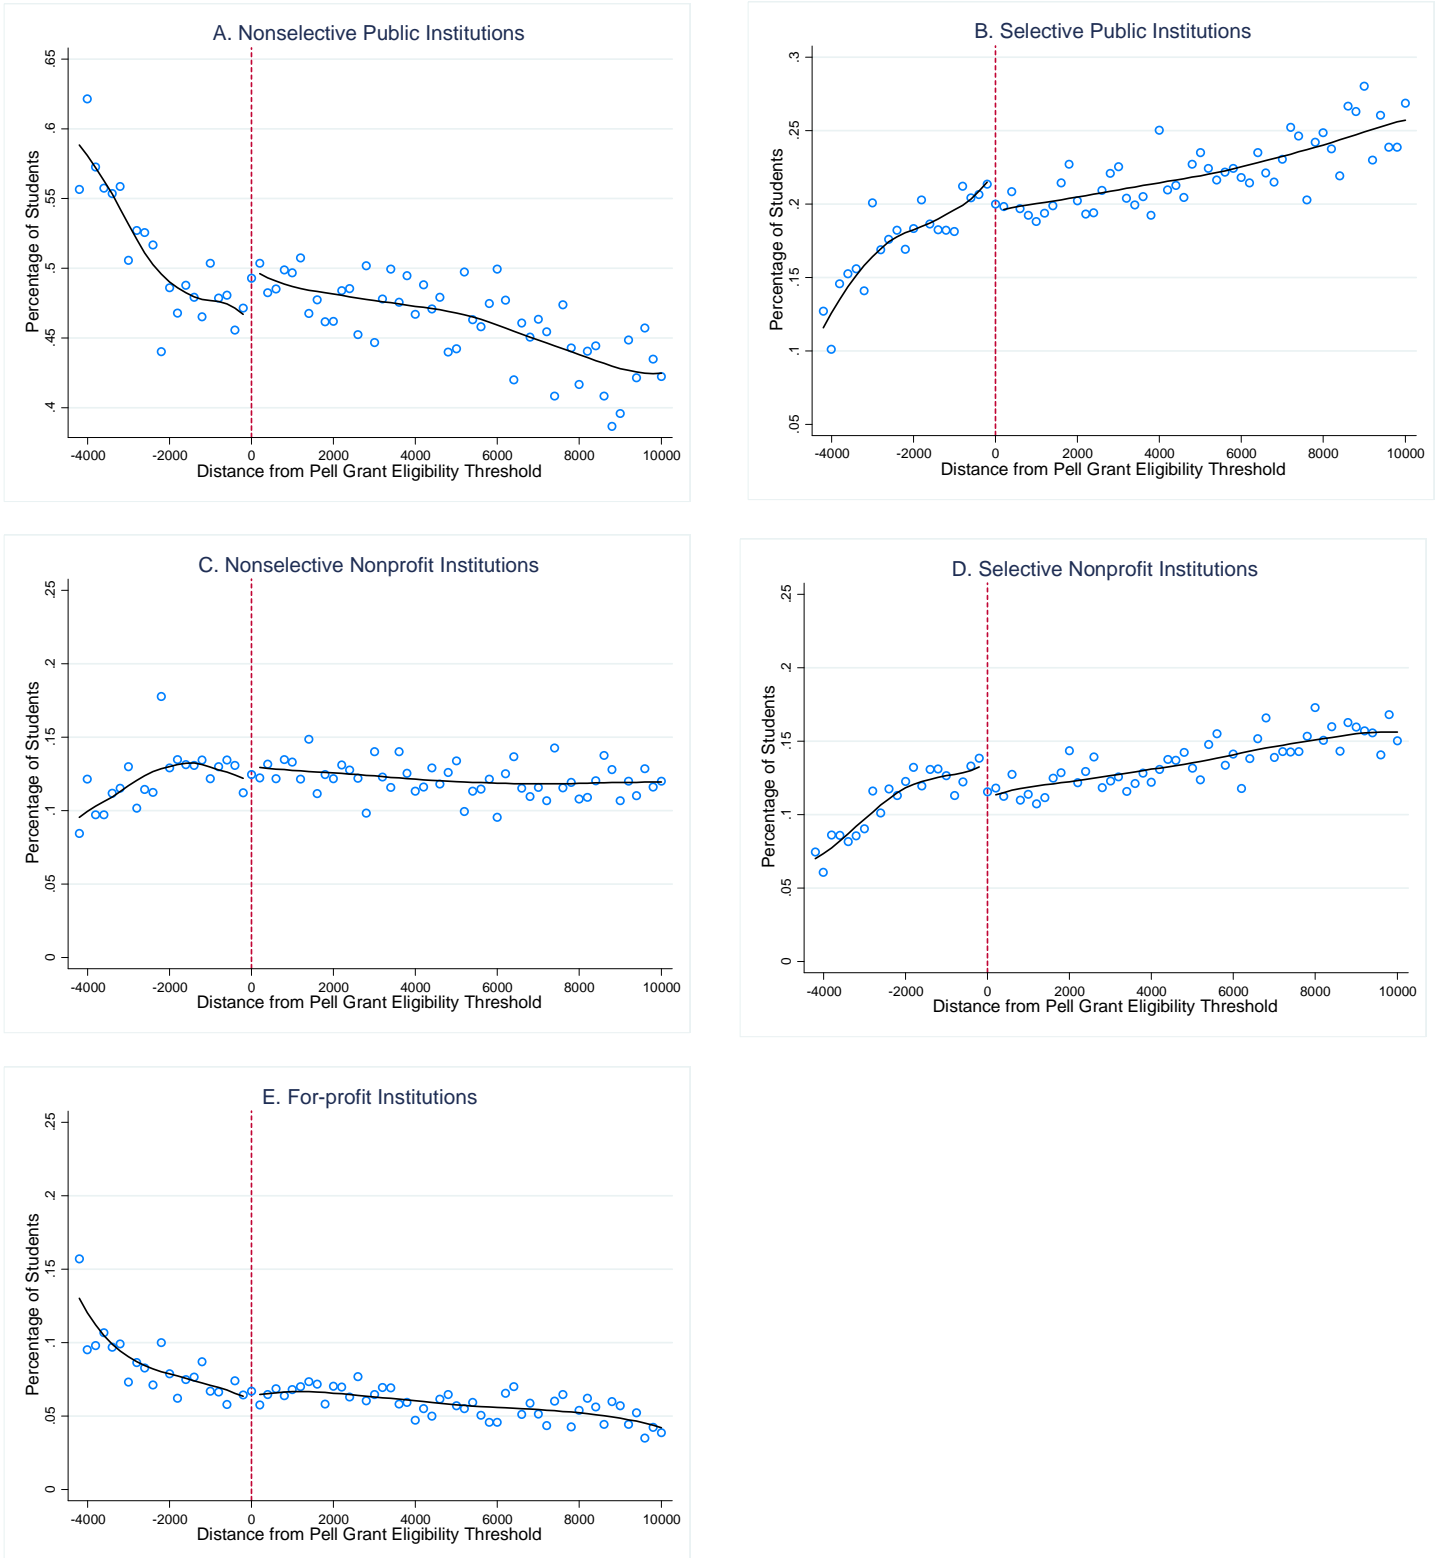 A. Nonselective Public Institutions
Percentage of Students
.65
.6
.55
.5
.45
.4
-4000 -2000 0 2000 4000 6000 8000 10000
Distance from Pell Grant Eligibility Threshold
B. Selective Public Institutions
Percentage of Students
.3
.25
.2
.15
.1
.05
-4000 -2000 0 2000 4000 6000 8000 10000
Distance from Pell Grant Eligibility Threshold
C. Nonselective Nonprofit Institutions
Percentage of Students
.25
.2
.15
.1
.05
0
-4000 -2000 0 2000 4000 6000 8000 10000
Distance from Pell Grant Eligibility Threshold
D. Selective Nonprofit Institutions
Percentage of Students
.25
.2
.15
.1
.05
0
-4000 -2000 0 2000 4000 6000 8000 10000
Distance from Pell Grant Eligibility Threshold
E. For-profit Institutions
Percentage of Students
.25
.2
.15
.1
.05
0
-4000 -2000 0 2000 4000 6000 8000 10000
Distance from Pell Grant Eligibility Threshold